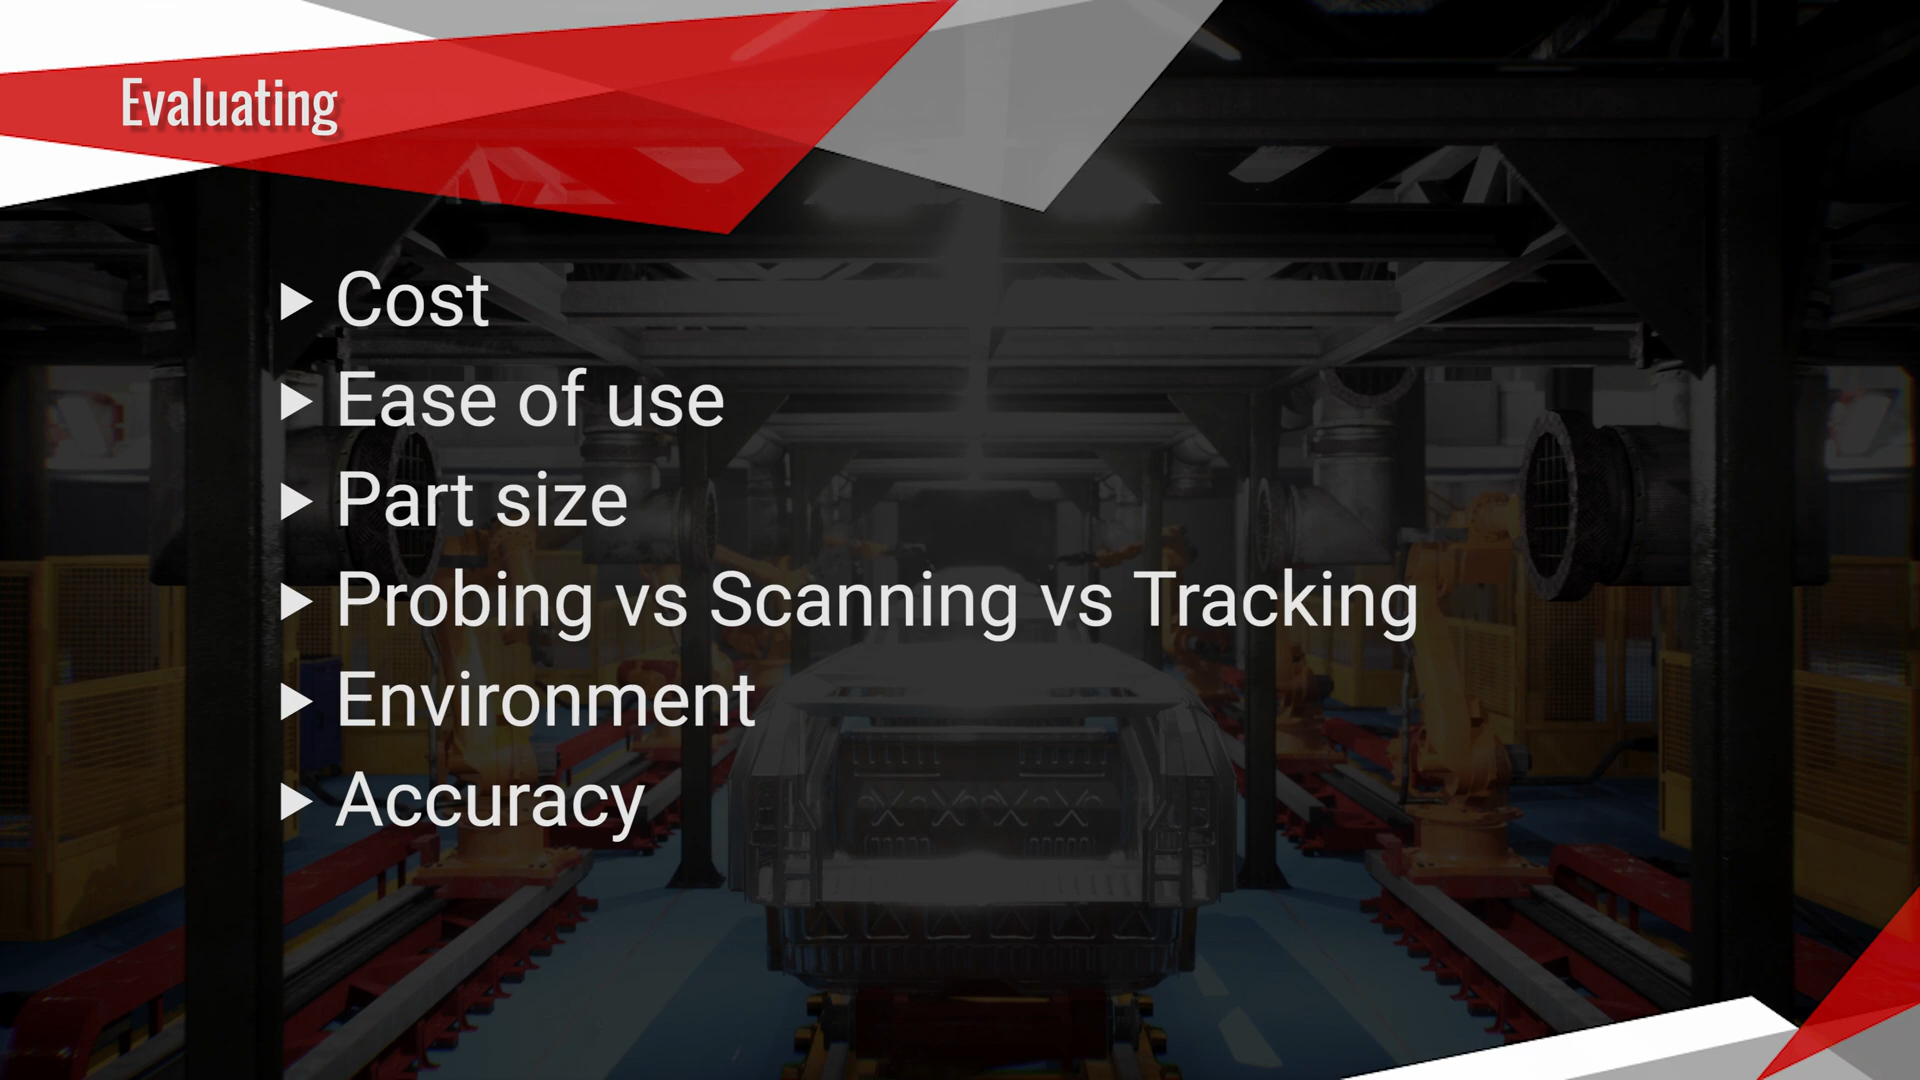 Evaluating
Cost
Ease of use
Part size
Probing vs Scanning vs Tracking
Environment
Accuracy